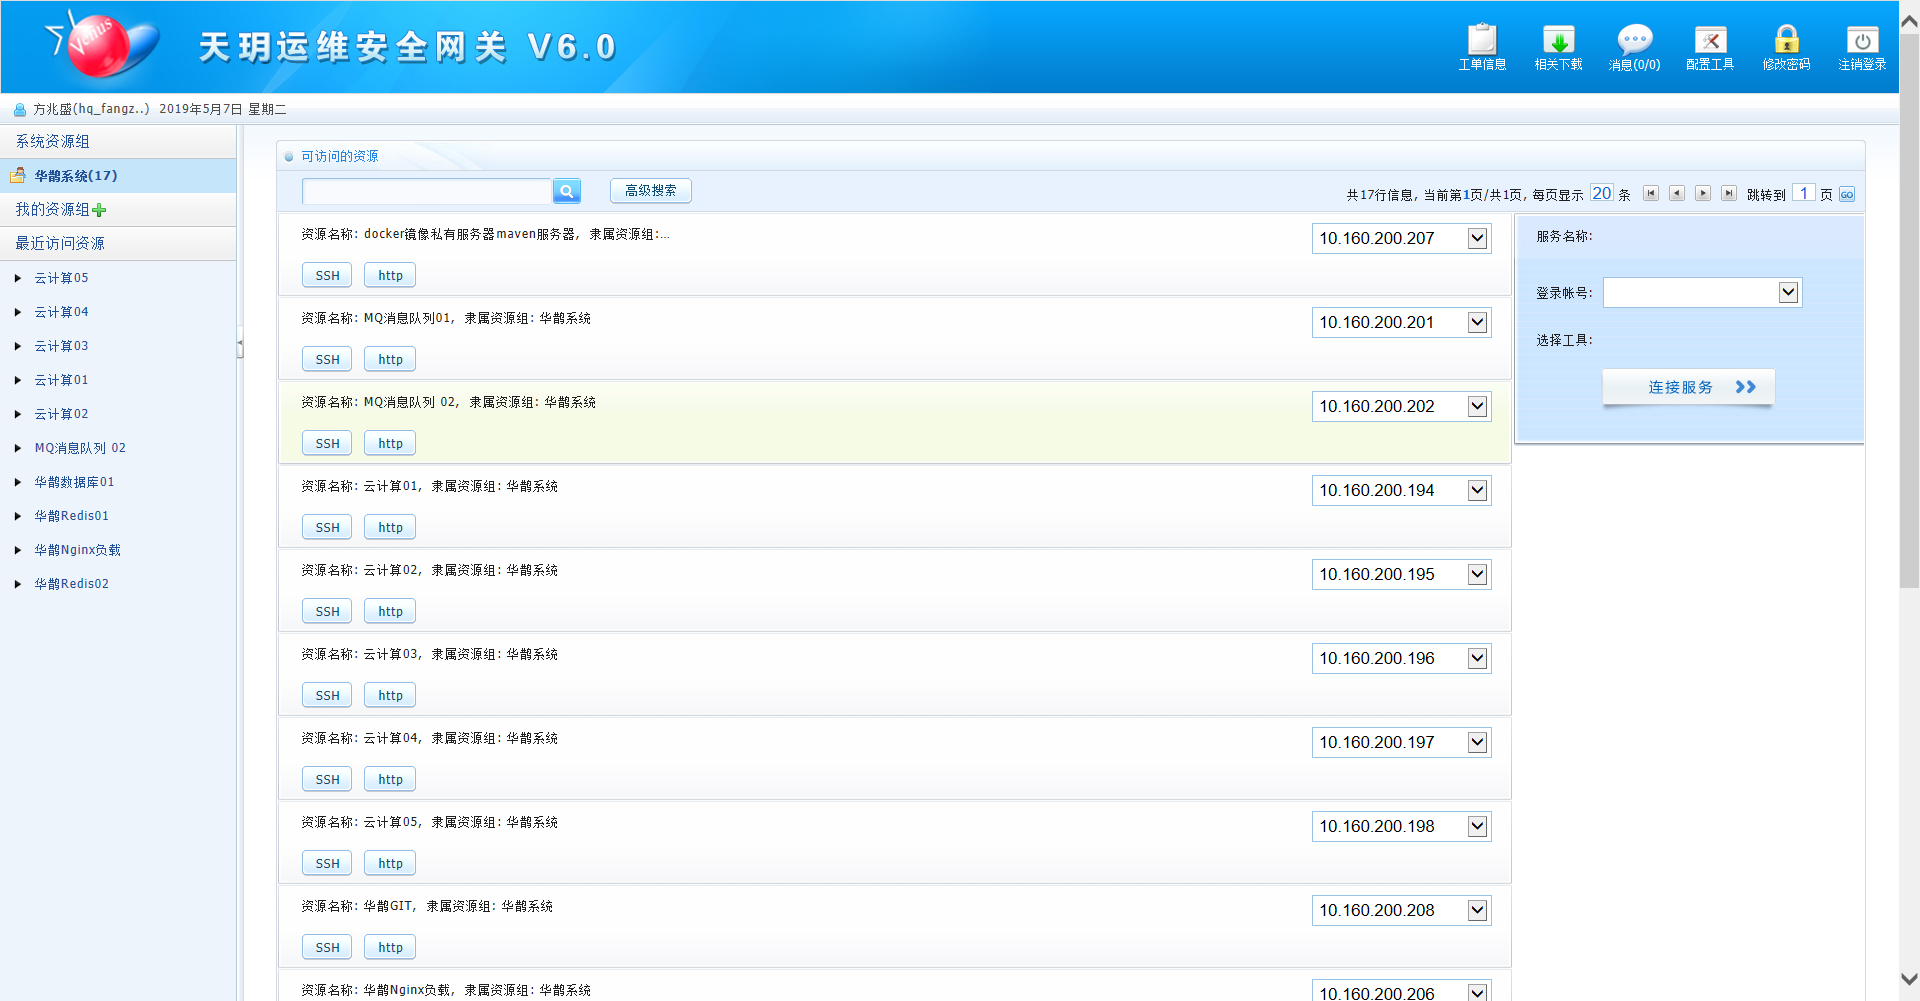 Venus
天玥运维安全网关 V6.0
工单信息
相关下载
消息(0/0)
配置工具
修改密码
注销登录
方兆盛(hq_fangz..) 2019年5月7日 星期二
系统资源组
华鹊系统(17)
我的资源组
最近访问资源
云计算05
云计算04
云计算03
云计算01
云计算02
MQ消息队列 02
华鹊数据库01
华鹊Redis01
华鹊Nginx负载
华鹊Redis02
可访问的资源
高级搜索
共17行信息, 当前第1页/共1页, 每页显示 20 条 跳转到 1 页 GO
资源名称: docker镜像私有服务器maven服务器, 隶属资源组:...
10.160.200.207
SSH http
资源名称: MQ消息队列01, 隶属资源组: 华鹊系统
10.160.200.201
SSH http
资源名称: MQ消息队列 02, 隶属资源组: 华鹊系统
10.160.200.202
SSH http
资源名称: 云计算01, 隶属资源组: 华鹊系统
10.160.200.194
SSH http
资源名称: 云计算02, 隶属资源组: 华鹊系统
10.160.200.195
SSH http
资源名称: 云计算03, 隶属资源组: 华鹊系统
10.160.200.196
SSH http
资源名称: 云计算04, 隶属资源组: 华鹊系统
10.160.200.197
SSH http
资源名称: 云计算05, 隶属资源组: 华鹊系统
10.160.200.198
SSH http
资源名称: 华鹊GIT, 隶属资源组: 华鹊系统
10.160.200.208
SSH http
资源名称: 华鹊Nginx负载, 隶属资源组: 华鹊系统
10.160.200.206
服务名称:
登录帐号:
选择工具:
连接服务